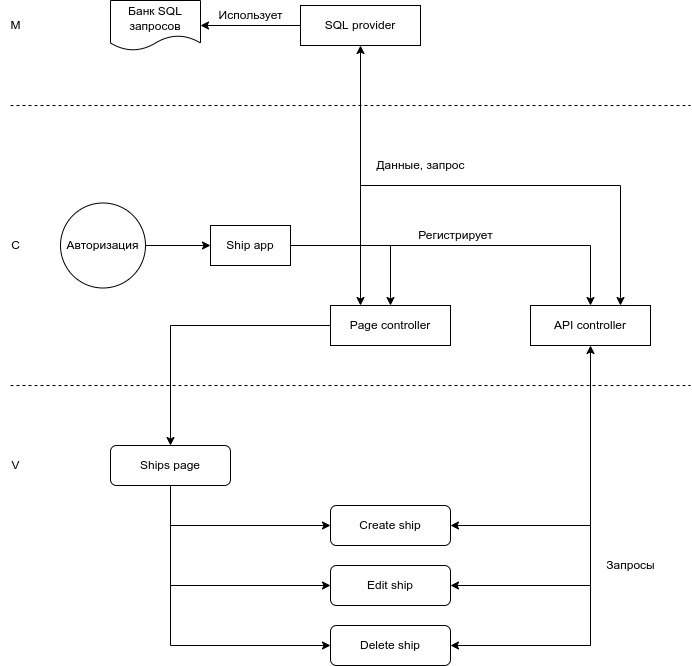 M
Банк SQL
запросов
Использует
SQL provider
Данные, запрос
C
Авторизация
Ship app
Регистрирует
Page controller
API controller
V
Ships page
Create ship
Запросы
Edit ship
Delete ship